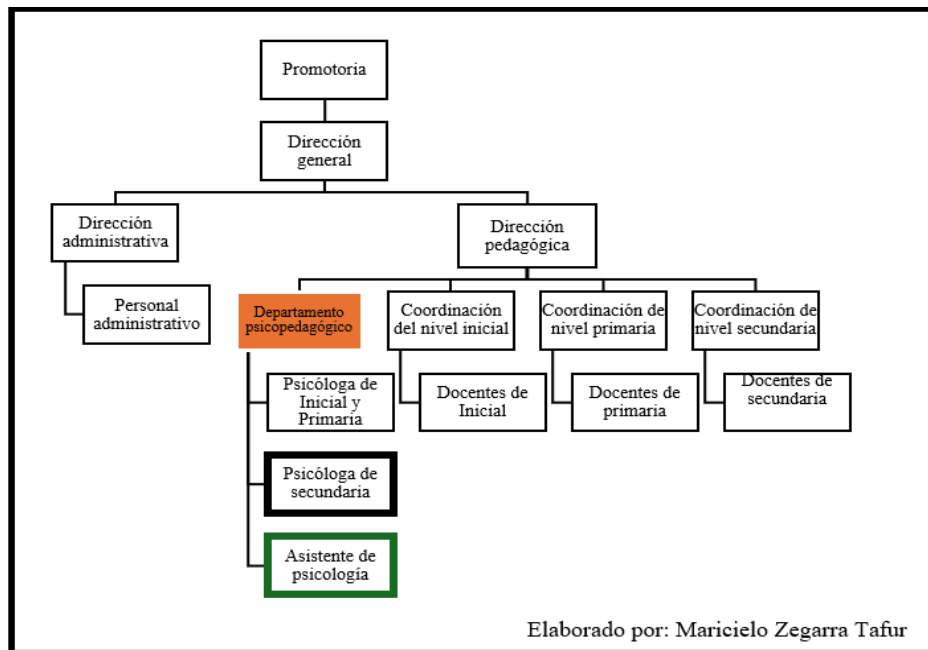 Promotoria
Dirección
general
Dirección
administrativa
Dirección
pedagógica
Personal
administrativo
Departamento
psicopedagógico
Coordinación
del nivel inicial
Coordinación de
nivel primaria
Coordinación de
nivel secundaria
Psicóloga de
Inicial y
Primaria
Docentes de
Inicial
Docentes de
primaria
Docentes de
secundaria
Psicóloga de
secundaria
Asistente de
psicología
Elaborado por: Maricielo Zegarra Tafur